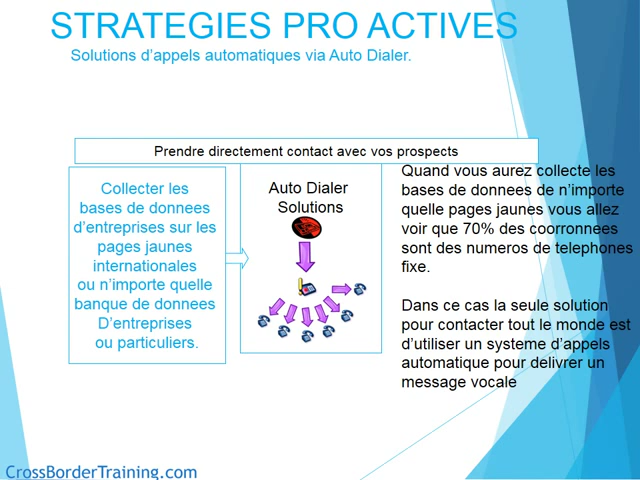 STRATEGIES PRO ACTIVES
Solutions d'appels automatiques via Auto Dialer.
Prendre directement contact avec vos prospects
Collecter les
bases de donnees
d'entreprises sur les
pages jaunes
internationales
ou n'importe quelle
banque de donnees
D'entreprises
ou particuliers.
Auto Dialer
Solutions
Quand vous aurez collecte les
bases de donnees de n'importe
quelle pages jaunes vous allez
voir que 70% des coorronnees
sont des numeros de telephones
fixe.
Dans ce cas la seule solution
pour contacter tout le monde est
d'utiliser un systeme d'appels
automatique pour delivrer un
message vocale
CrossBorderTraining.com